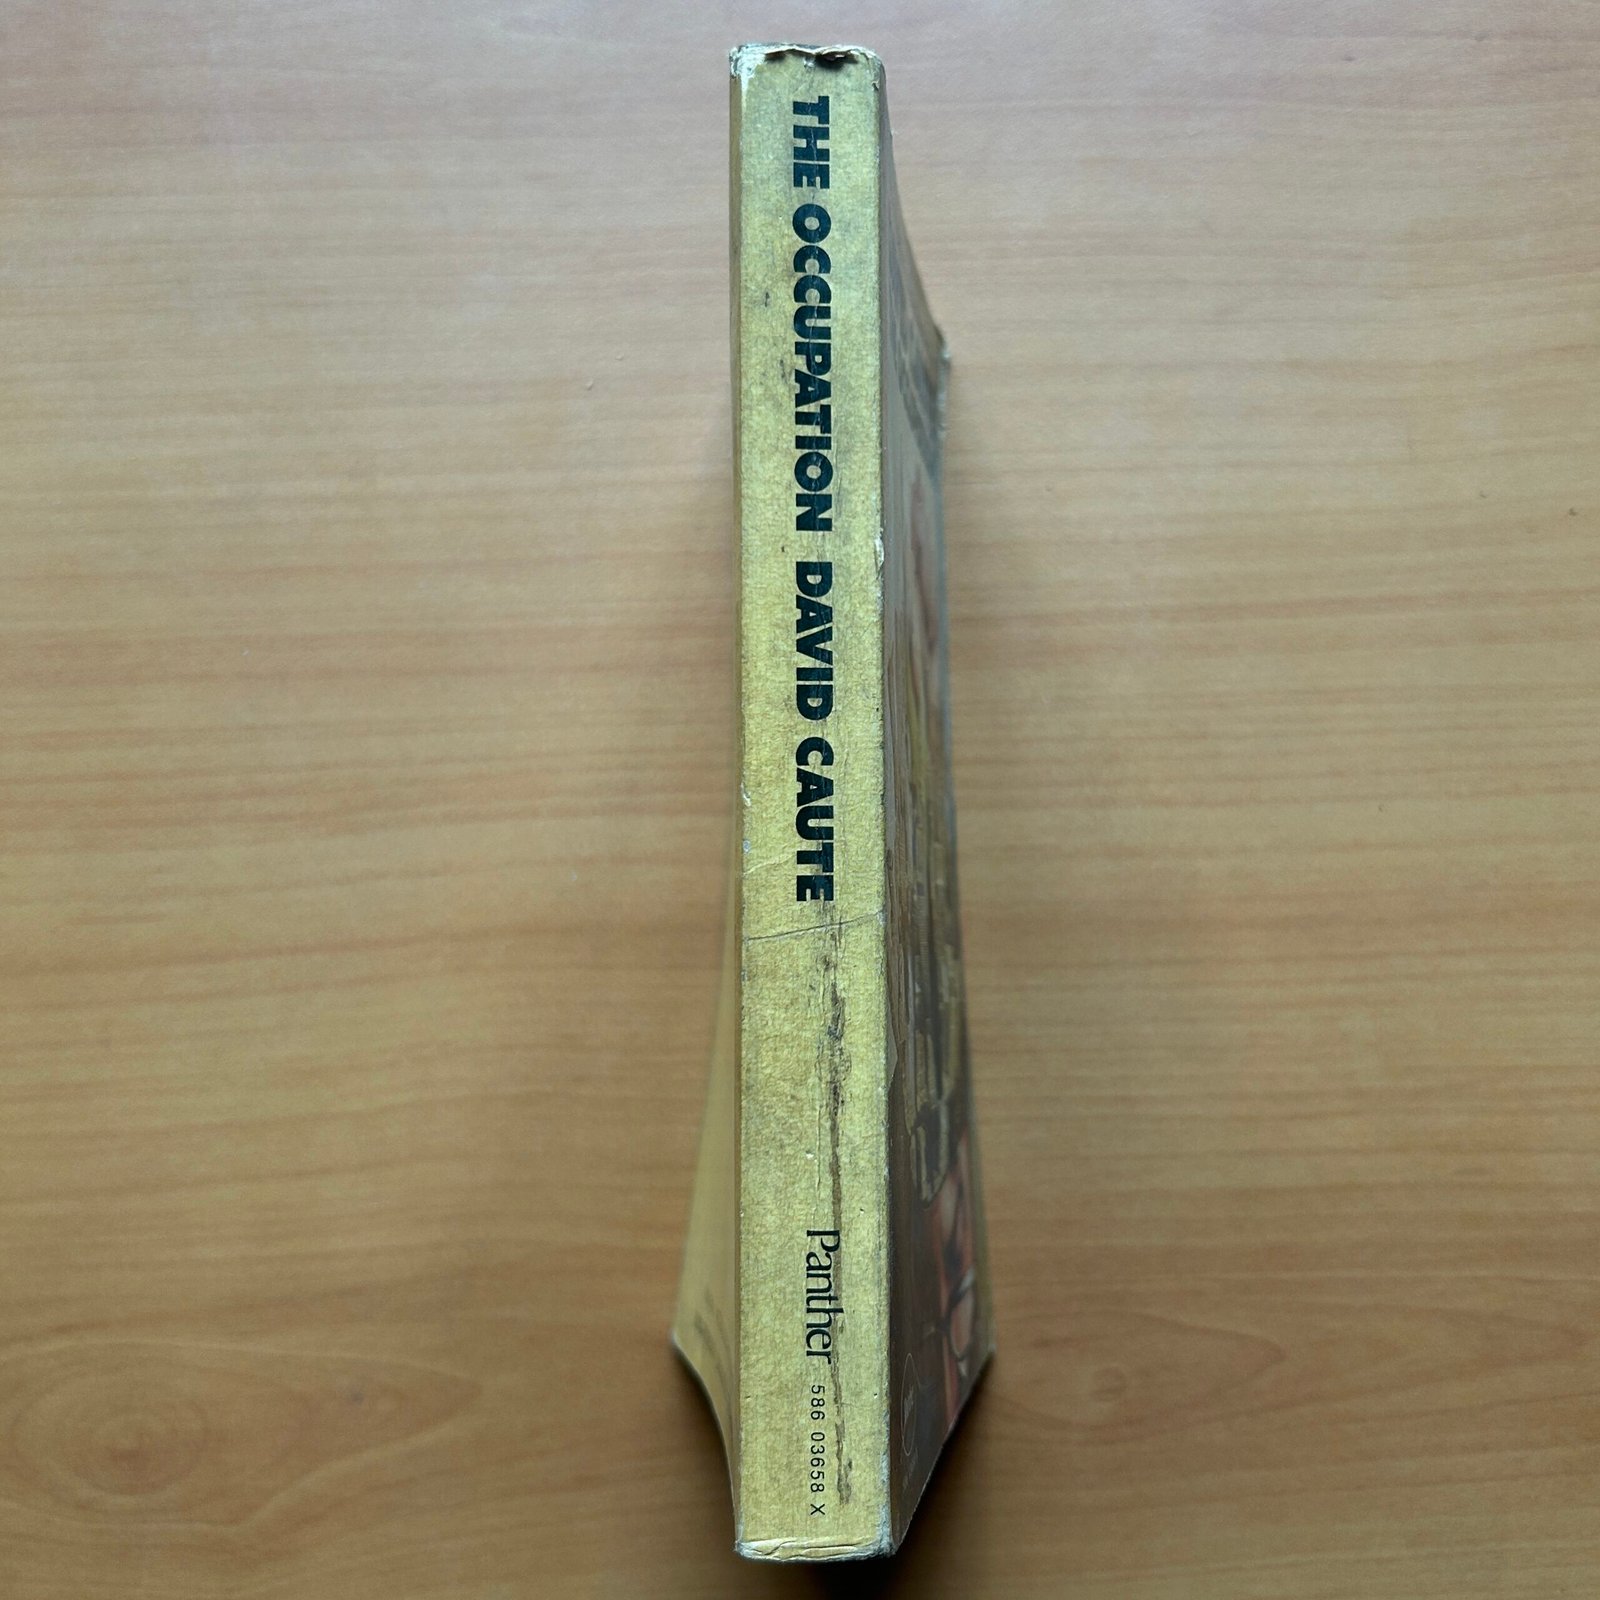 THE OCCUPATION DAVID CAUTE
Panther 586 03658 X